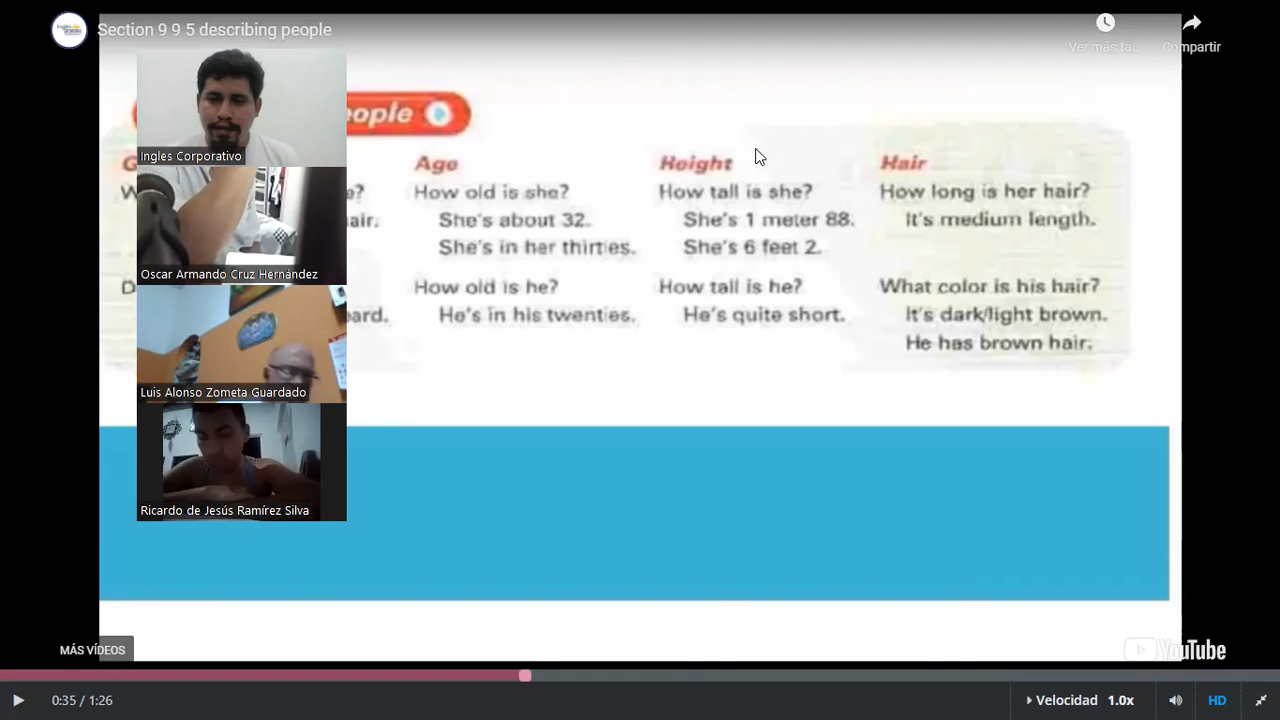 Section 9 9 5 describing people
Ver más ta...
Compartir
eople
Age
How old is she?
She's about 32.
She's in her thirties.
How old is he?
He's in his twenties.
Height
How tall is she?
She's 1 meter 88.
She's 6 feet 2.
How tall is he?
He's quite short.
Hair
How long is her hair?
It's medium length.
What color is his hair?
It's dark/light brown.
He has brown hair.
G
W
e?
air.
D
ard.
Ingles Corporativo
Oscar Armando Cruz Hernández
Luis Alonso Zometa Guardado
Ricardo de Jesús Ramírez Silva
MÁS VÍDEOS
YouTube
0:35 / 1:26
Velocidad 1.0x
HD